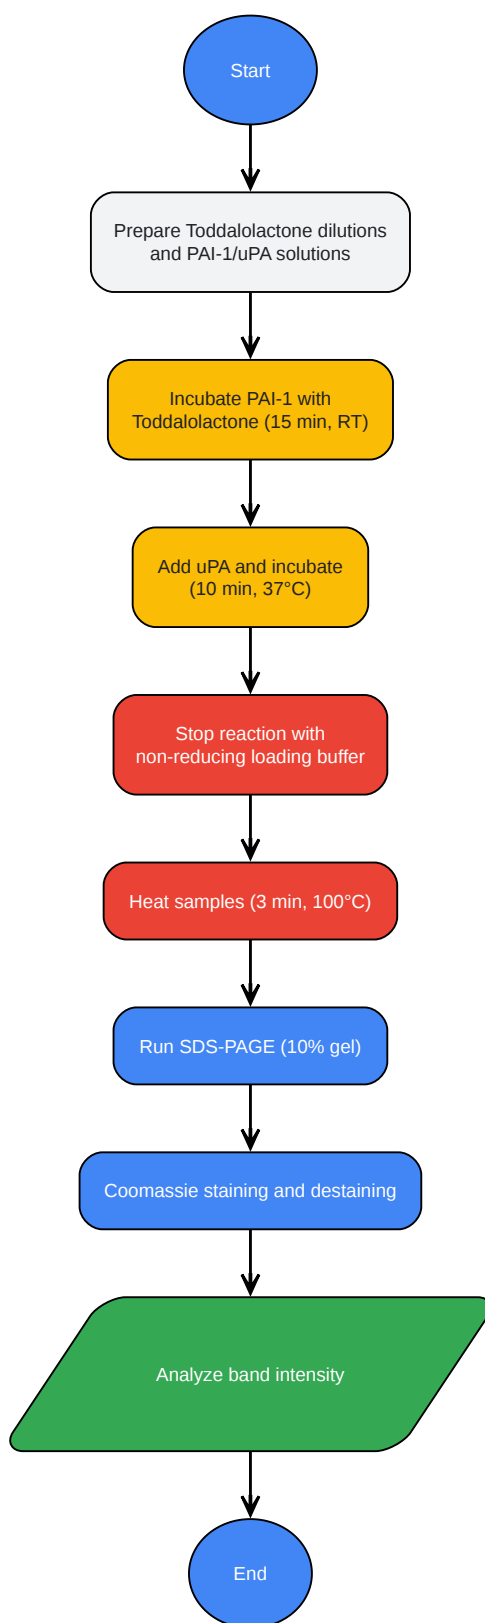 Start
Prepare Toddalolactone dilutions
and PAI-1/uPA solutions
Incubate PAI-1 with
Toddalolactone (15 min, RT)
Add uPA and incubate
(10 min, 37°C)
Stop reaction with
non-reducing loading buffer
Heat samples (3 min, 100°C)
Run SDS-PAGE (10% gel)
Coomassie staining and destaining
Analyze band intensity
End